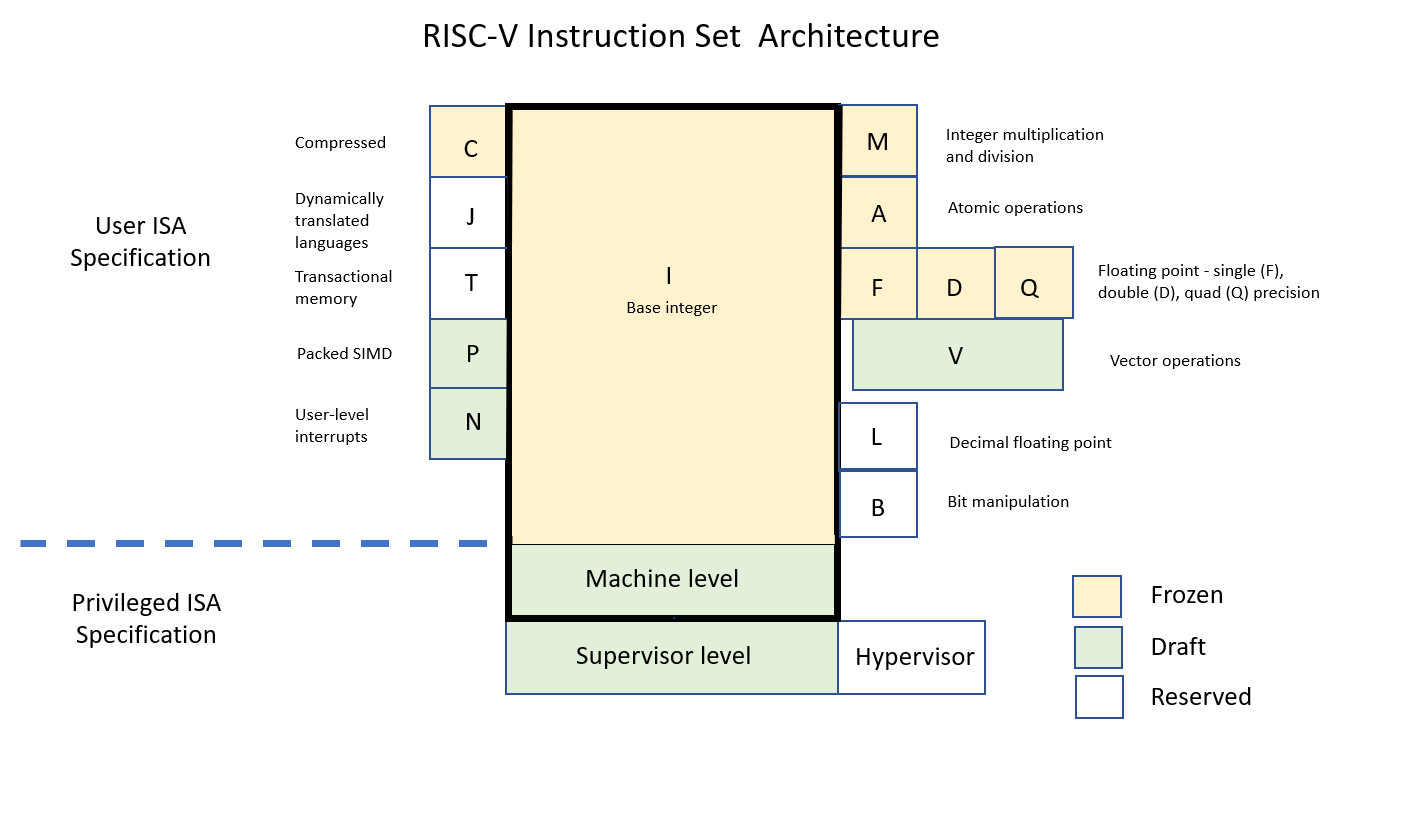 RISC-V Instruction Set  Architecture
User ISA
Specification
Compressed
C
Dynamically
translated
languages
J
Transactional
memory
T
Packed SIMD
P
User-level
interrupts
N
I
Base integer
M
Integer multiplication
and division
A
Atomic operations
F
D
Q
Floating point - single (F),
double (D), quad (Q) precision
V
Vector operations
L
Decimal floating point
B
Bit manipulation
Privileged ISA
Specification
Machine level
Supervisor level
Hypervisor
Frozen
Draft
Reserved